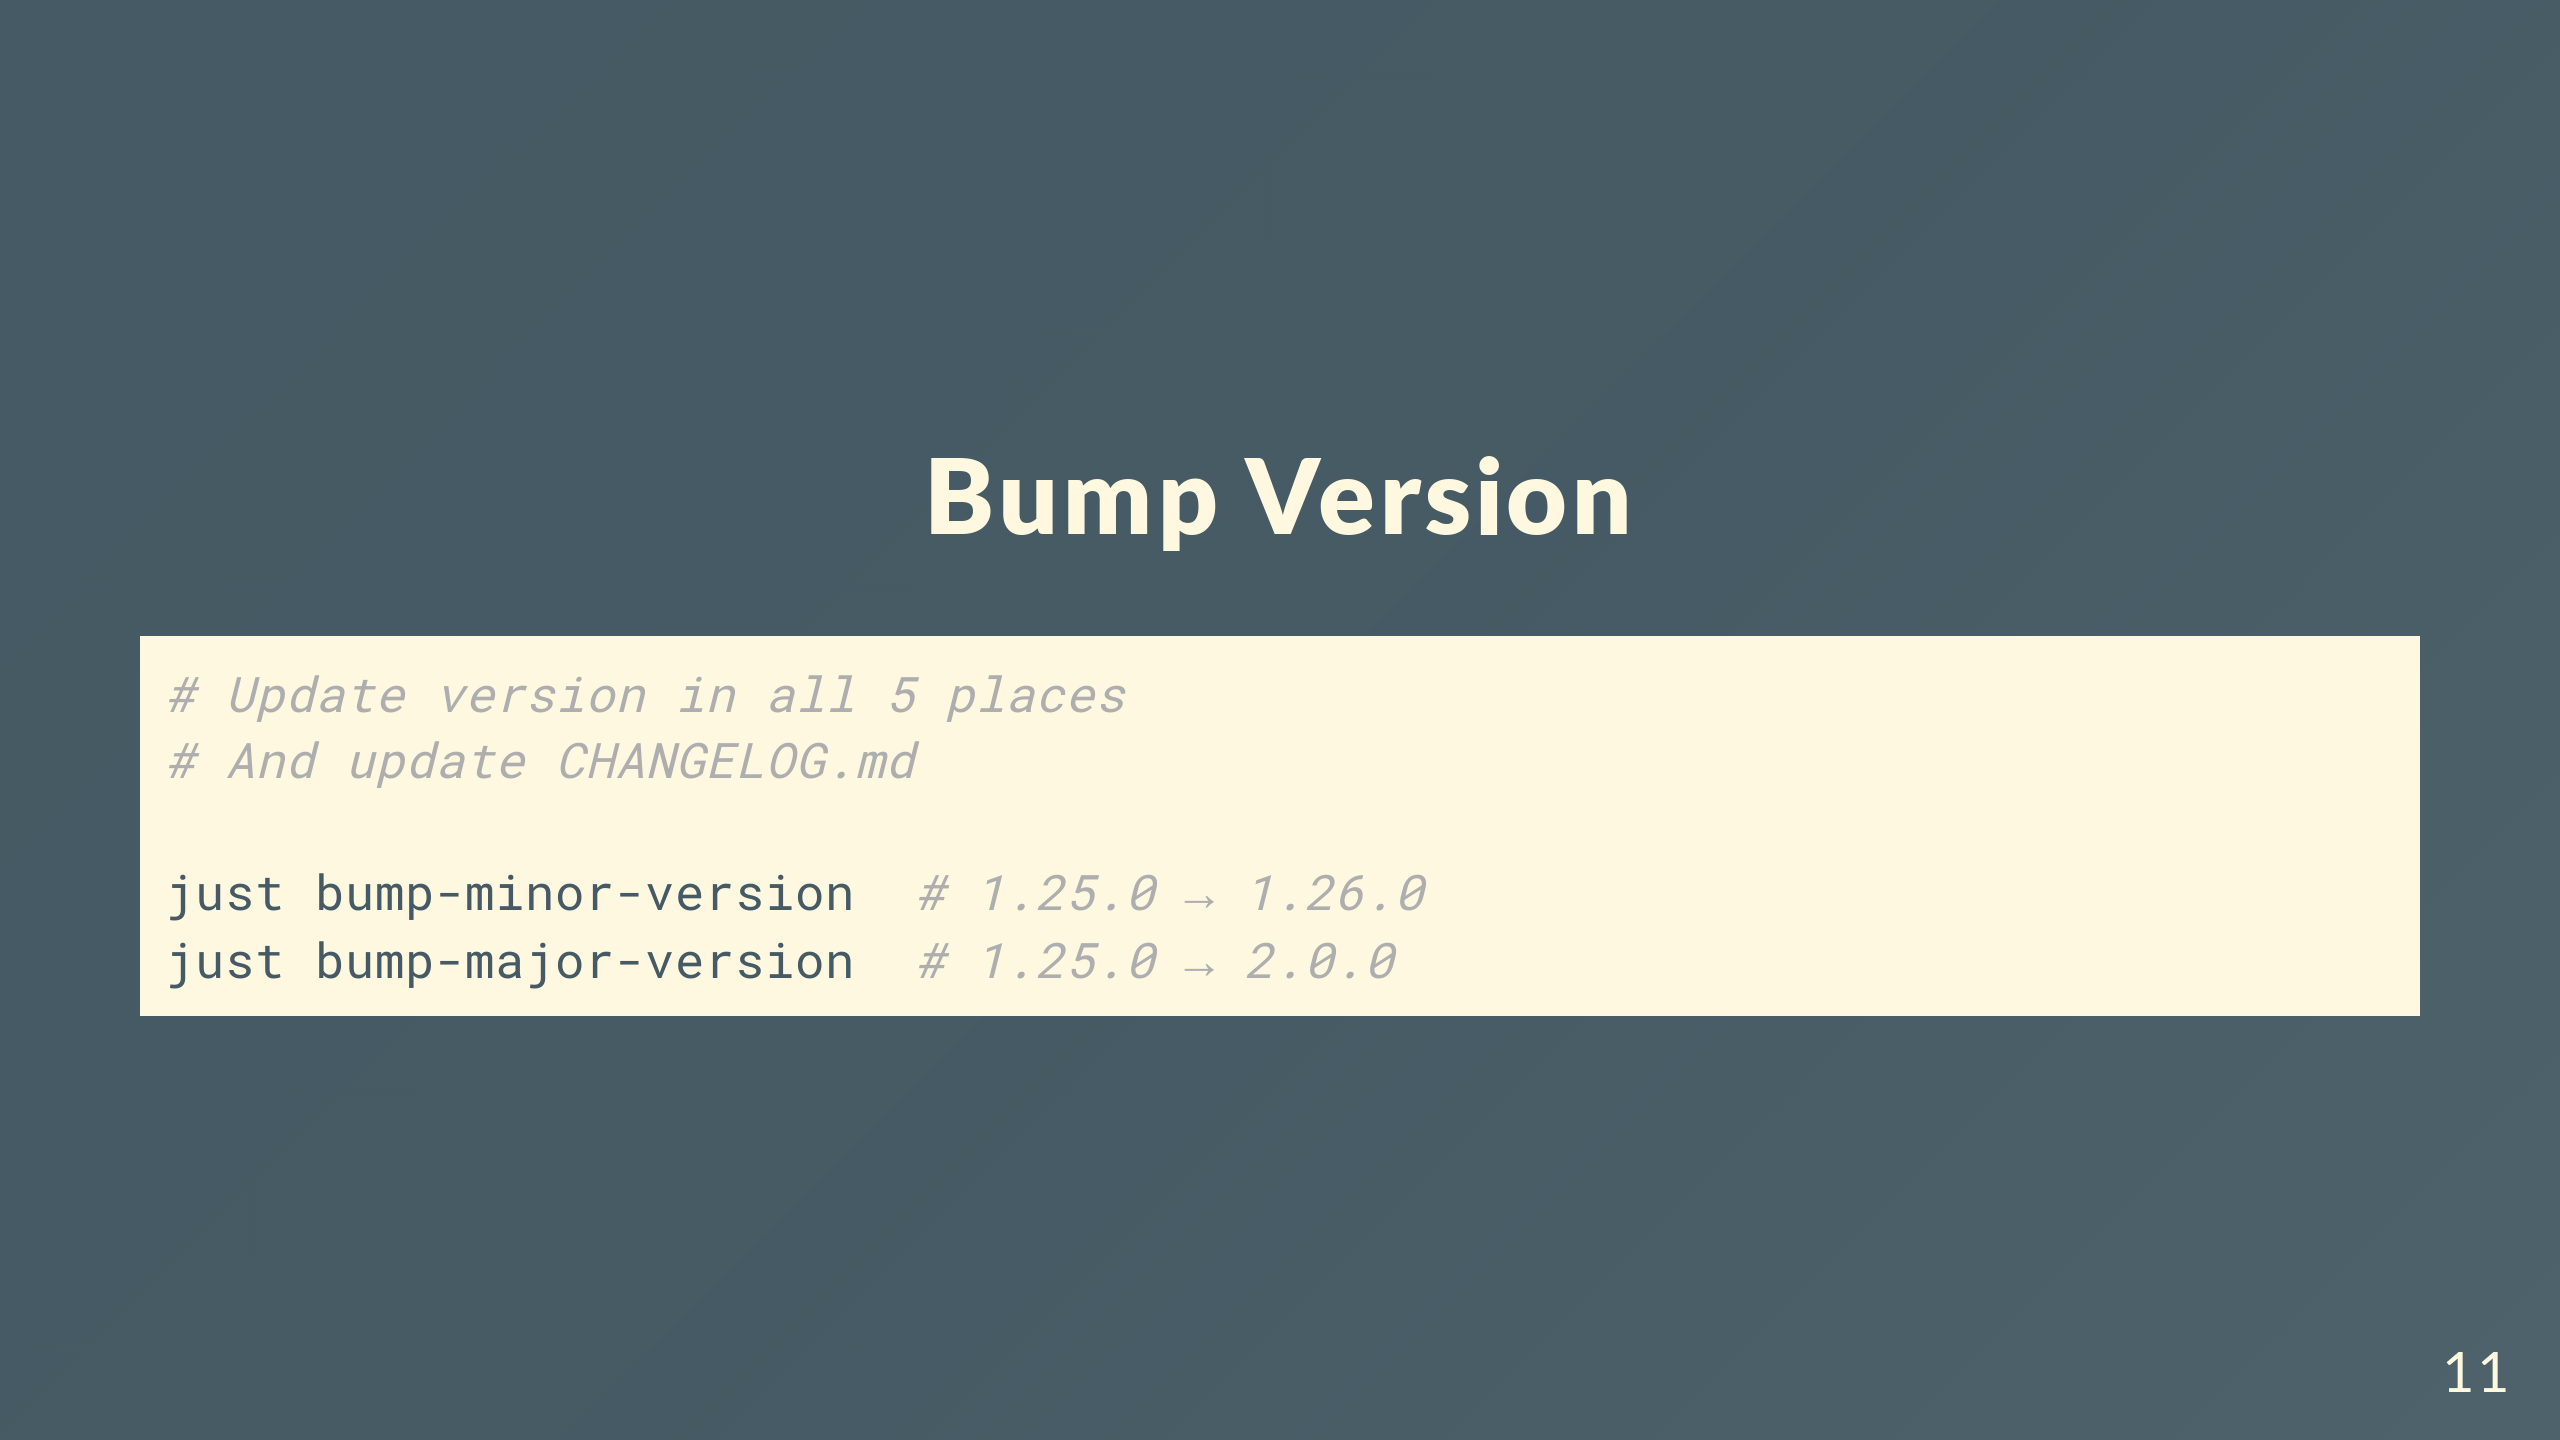 Bump Version
# Update version in all 5 places
# And update CHANGELOG.md
just bump-minor-version  # 1.25.0 → 1.26.0
just bump-major-version  # 1.25.0 → 2.0.0
11